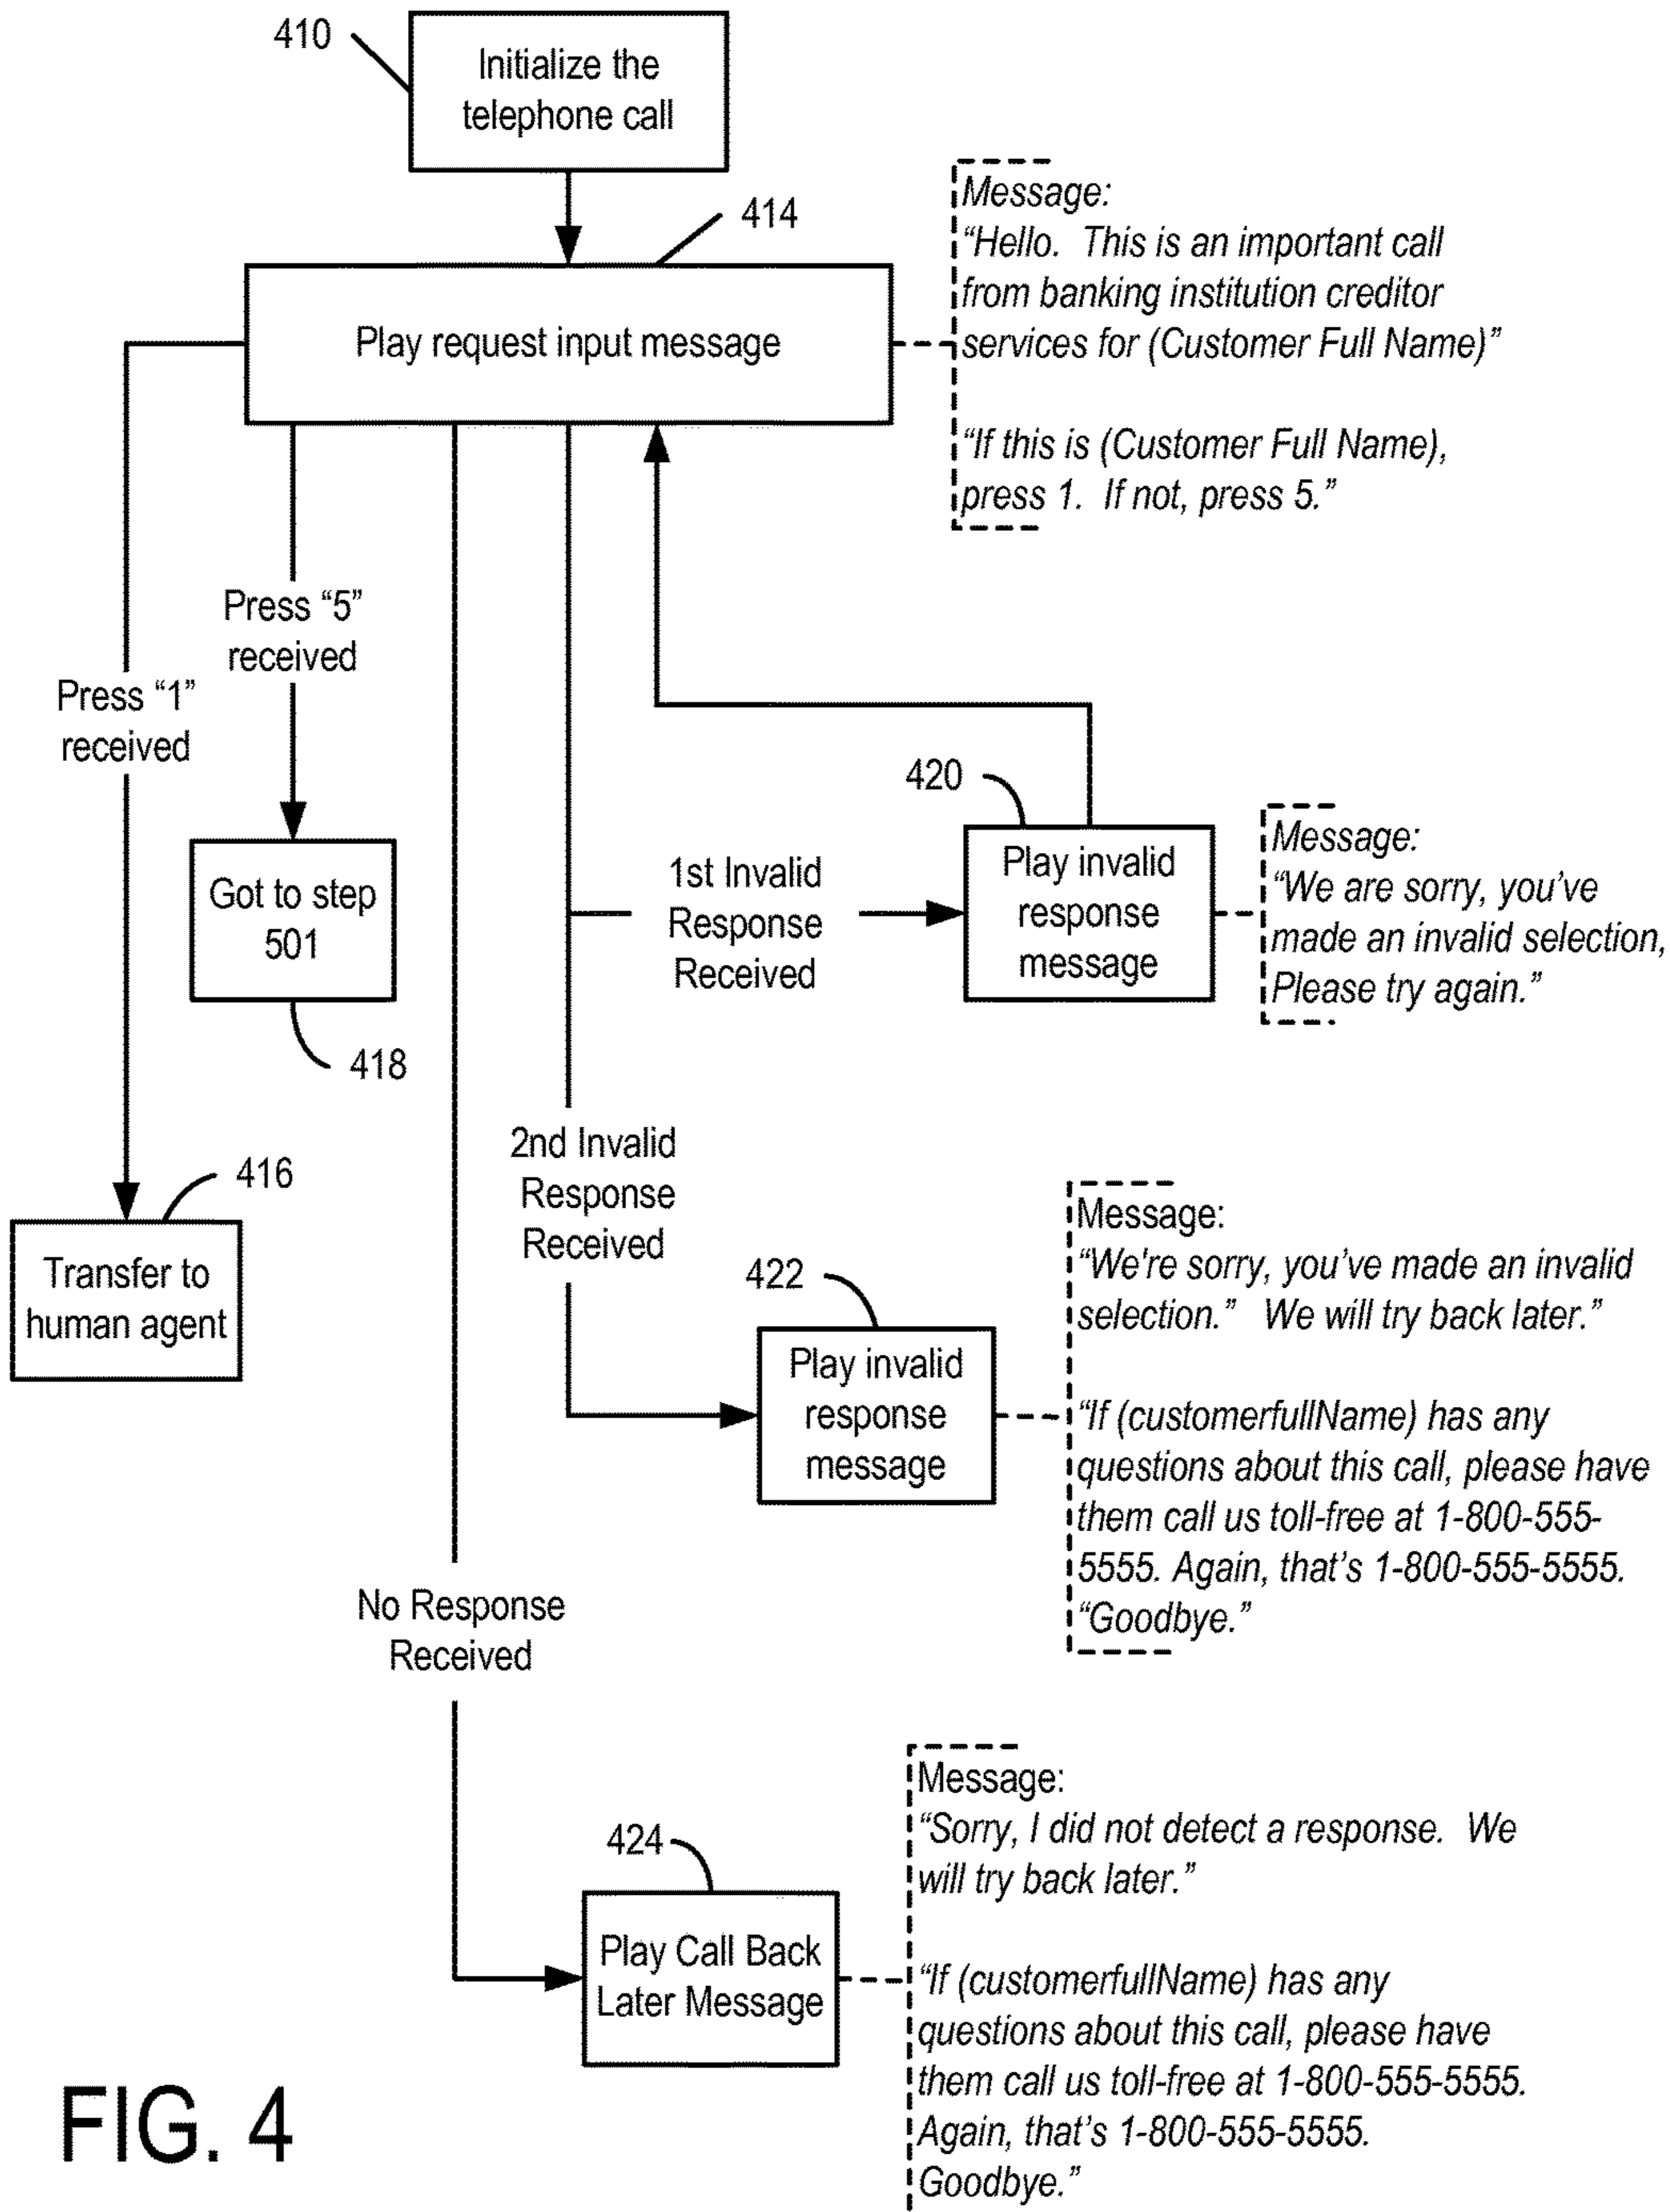 410
Initialize the
telephone call
414
Play request input message
Message:
“Hello.  This is an important call
from banking institution creditor
services for (Customer Full Name)”
“If this is (Customer Full Name),
press 1.  If not, press 5.”
Press “5”
received
Press “1”
received
420
Play invalid
response
message
Message:
“We are sorry, you’ve
made an invalid selection,
Please try again.”
1st Invalid
Response
Received
Got to step
501
418
2nd Invalid
Response
Received
416
Transfer to
human agent
422
Play invalid
response
message
Message:
“We're sorry, you’ve made an invalid
selection.”   We will try back later.”
“If (customerfullName) has any
questions about this call, please have
them call us toll-free at 1-800-555-
5555. Again, that’s 1-800-555-5555.
“Goodbye.”
No Response
Received
424
Play Call Back
Later Message
Message:
“Sorry, I did not detect a response.  We
will try back later.”
“If (customerfullName) has any
questions about this call, please have
them call us toll-free at 1-800-555-5555.
Again, that’s 1-800-555-5555.
Goodbye.”
FIG. 4